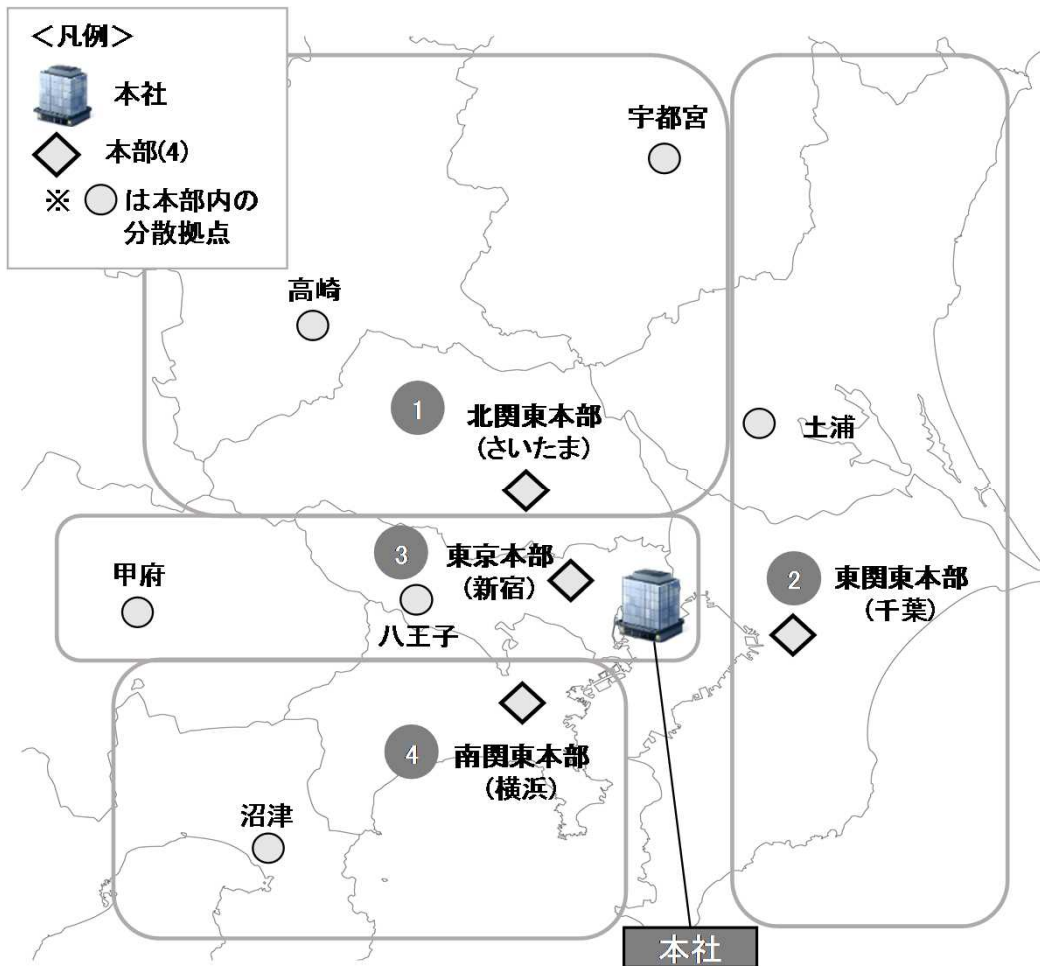 <凡例>
本社
本部(4)
※ は本部内の
分散拠点
宇都宮
高崎
1
北関東本部
(さいたま)
土浦
3
東京本部
(新宿)
甲府
八王子
2
東関東本部
(千葉)
4
南関東本部
(横浜)
沼津
本社